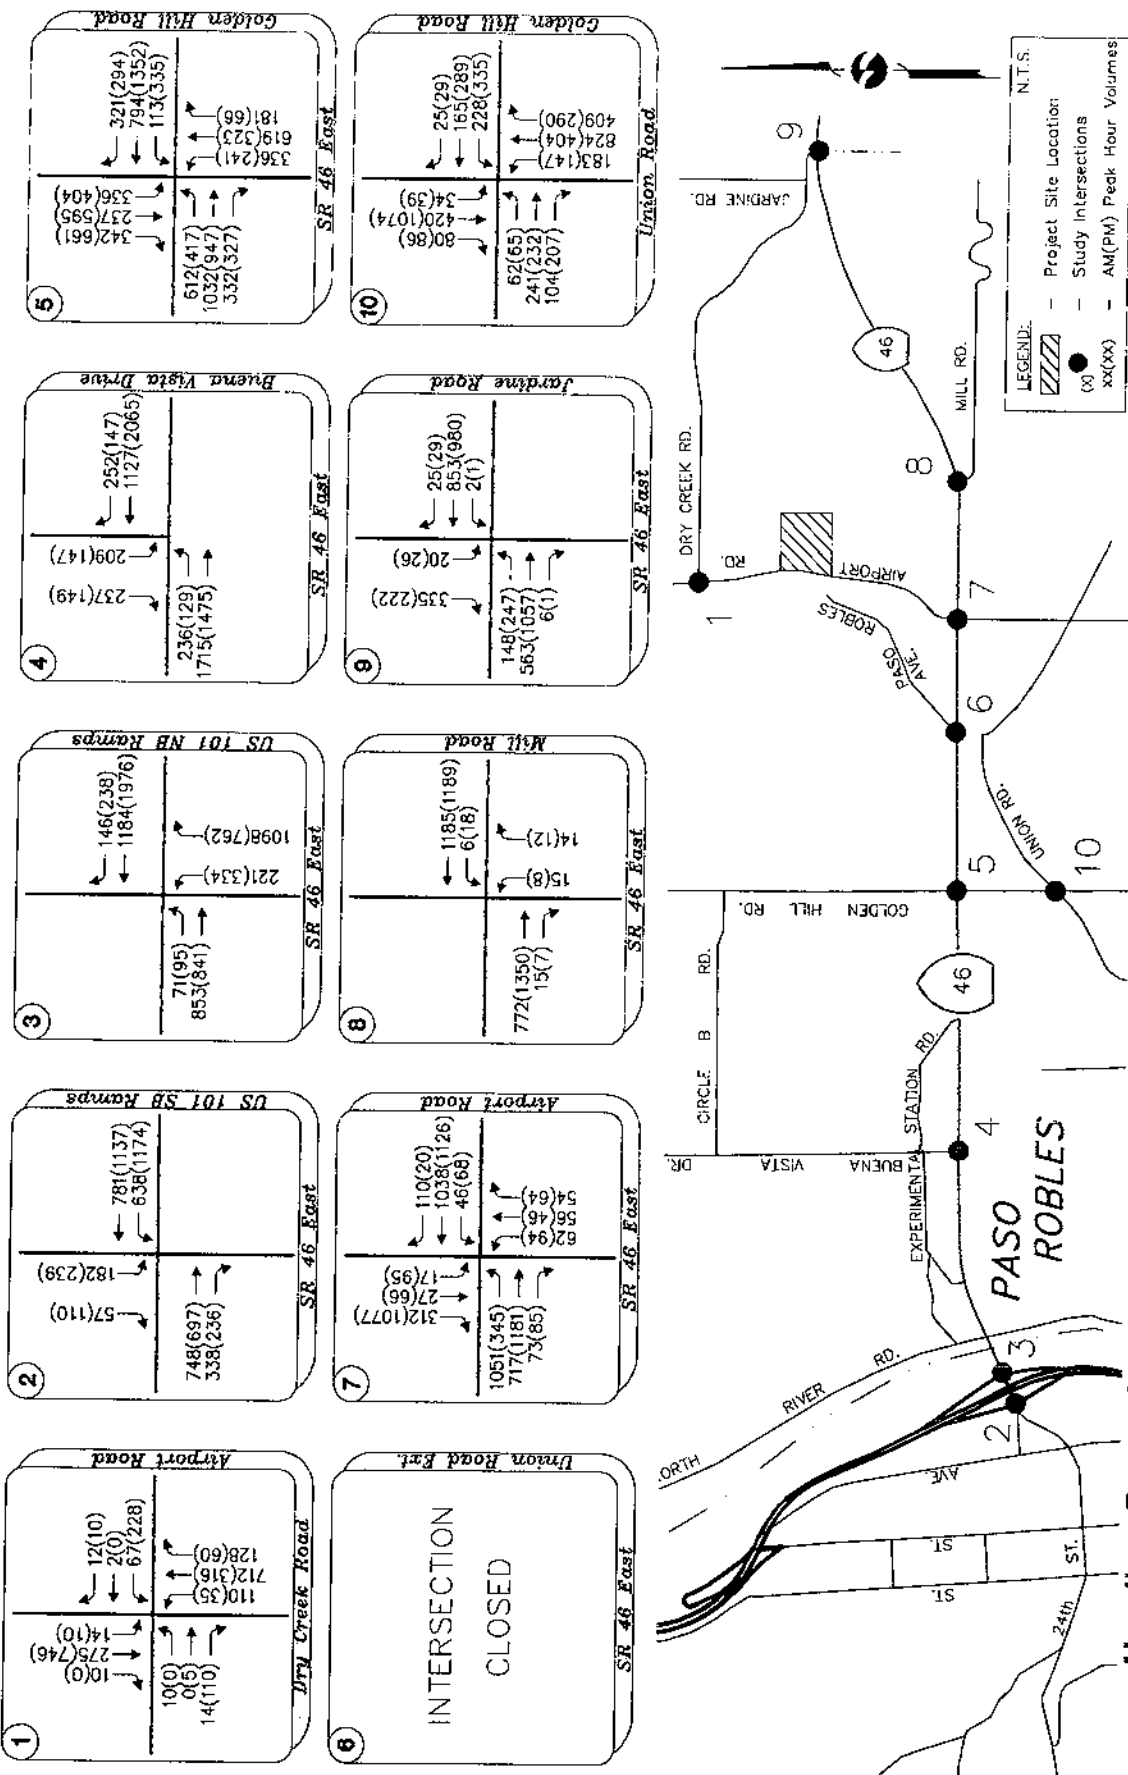 1
Airport Road
12(10)
2(0)
67(228)
10(0)
275(746)
14(10)
10(0)
0(5)
14(110)
110(35)
712(316)
128(60)
Dry Creek Road
2
US 101 SB Ramps
781(1137)
638(1174)
57(110)
182(239)
748(697)
338(236)
SR 46 East
3
US 101 NB Ramps
146(238)
1184(1976)
71(95)
853(841)
221(334)
1098(762)
SR 46 East
4
Buena Vista Drive
252(147)
1127(2065)
237(149)
209(147)
236(129)
1715(1475)
SR 46 East
5
Golden Hill Road
321(294)
794(1352)
113(335)
342(661)
237(595)
336(404)
612(417)
1032(947)
332(327)
336(241)
619(323)
181(66)
SR 46 East
6
Union Road Ext.
INTERSECTION
CLOSED
SR 46 East
7
Airport Road
110(20)
1038(1126)
46(68)
312(1077)
27(66)
17(95)
1051(345)
717(1181)
73(85)
62(94)
56(46)
54(64)
SR 46 East
8
Mill Road
1185(1189)
6(18)
772(1350)
15(7)
15(8)
14(12)
SR 46 East
9
Jardine Road
25(29)
853(980)
2(1)
335(222)
20(26)
148(247)
563(1057)
6(1)
SR 46 East
10
Golden Hill Road
25(29)
165(289)
228(335)
80(86)
420(1074)
34(39)
62(65)
241(232)
104(207)
183(147)
824(404)
409(290)
Union Road
ORTH
RIVER
RD.
AVE.
ST.
ST.
24th
ST.
2
3
PASO
ROBLES
EXPERIMENTAL STATION RD.
BUENA VISTA DR.
4
CIRCLE B RD.
46
GOLDEN HILL RD.
5
10
UNION RD.
6
PASO ROBLES
AVE.
7
AIRPORT RD.
1
DRY CREEK RD.
8
MILL RD.
46
JARDINE RD.
9
LEGEND:
N.T.S.
– Project Site Location
(X) – Study Intersections
XX(XX) – AM(PM) Peak Hour Volumes